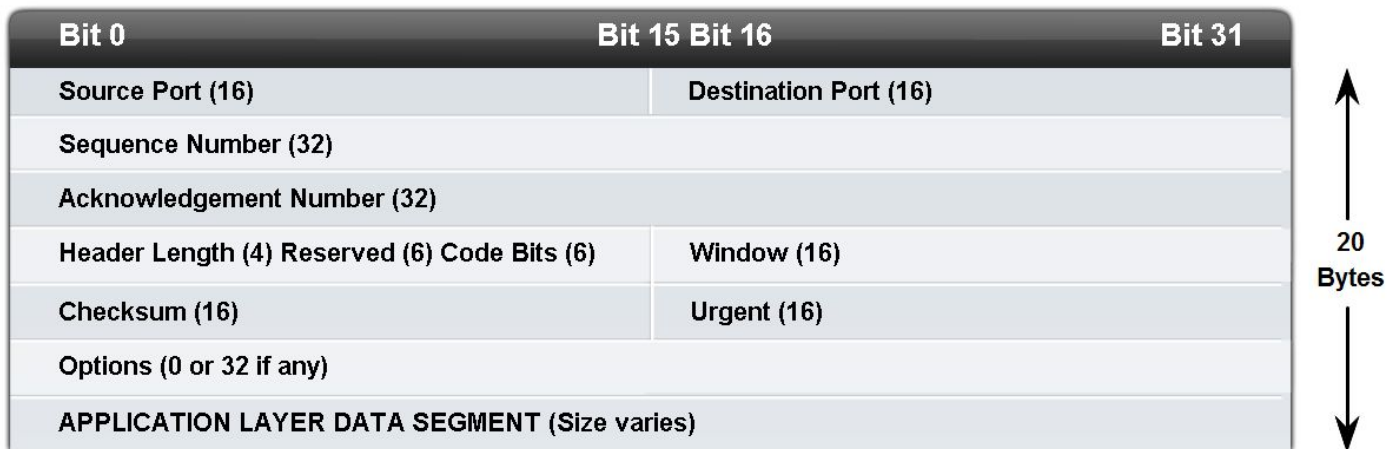 Bit 0 Bit 15 Bit 16 Bit 31
Source Port (16) Destination Port (16)
Sequence Number (32)
Acknowledgement Number (32)
Header Length (4) Reserved (6) Code Bits (6) Window (16)
Checksum (16) Urgent (16)
Options (0 or 32 if any)
APPLICATION LAYER DATA SEGMENT (Size varies)
20
Bytes